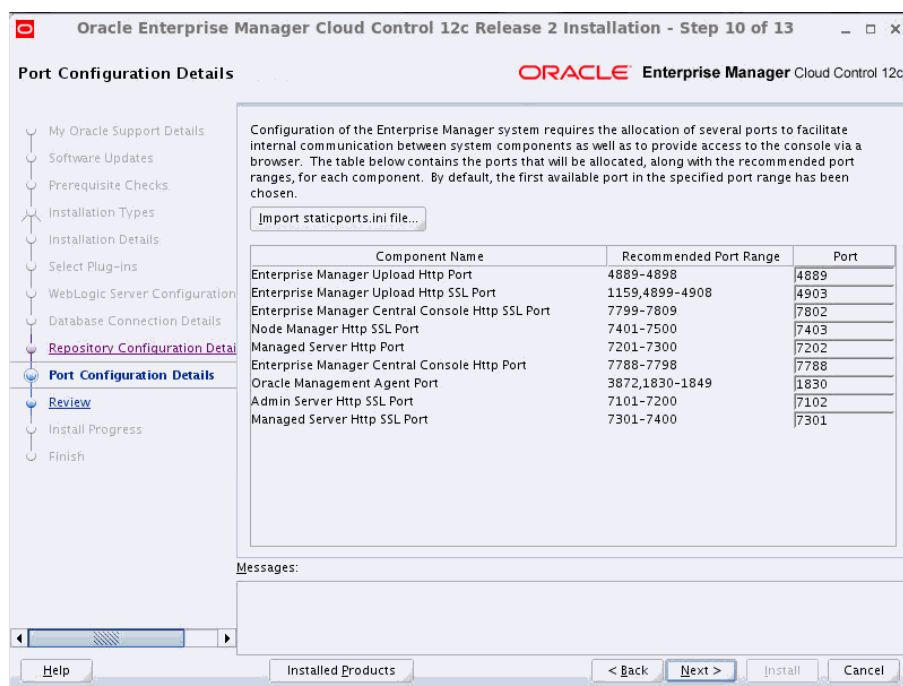 Oracle Enterprise Manager Cloud Control 12c Release 2 Installation - Step 10 of 13
Port Configuration Details
ORACLE Enterprise Manager Cloud Control 12c
My Oracle Support Details
Software Updates
Prerequisite Checks
Installation Types
Installation Details
Select Plug-ins
WebLogic Server Configuration
Database Connection Details
Repository Configuration Detai
Port Configuration Details
Review
Install Progress
Finish
Configuration of the Enterprise Manager system requires the allocation of several ports to facilitate
internal communication between system components as well as to provide access to the console via a
browser. The table below contains the ports that will be allocated, along with the recommended port
ranges, for each component. By default, the first available port in the specified port range has been
chosen.
Import staticports.ini file...
Component Name Recommended Port Range Port
Enterprise Manager Upload Http Port 4889-4898 4889
Enterprise Manager Upload Http SSL Port 1159,4899-4908 4903
Enterprise Manager Central Console Http SSL Port 7799-7809 7802
Node Manager Http SSL Port 7401-7500 7403
Managed Server Http Port 7201-7300 7202
Enterprise Manager Central Console Http Port 7788-7798 7788
Oracle Management Agent Port 3872,1830-1849 1830
Admin Server Http SSL Port 7101-7200 7102
Managed Server Http SSL Port 7301-7400 7301
Messages:
Help Installed Products < Back Next > Install Cancel